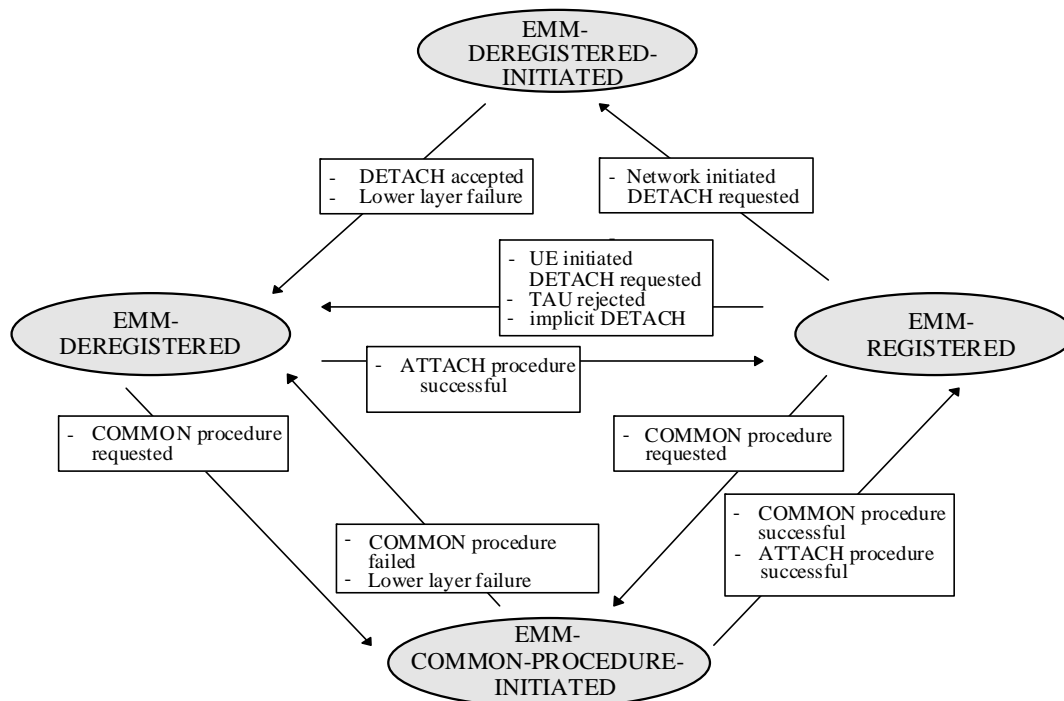 EMM-
DEREGISTERED-
INITIATED
- DETACH accepted
- Lower layer failure
- Network initiated
DETACH requested
- UE initiated
DETACH requested
- TAU rejected
- implicit DETACH
EMM-
DEREGISTERED
EMM-
REGISTERED
- ATTACH procedure
successful
- COMMON procedure
requested
- COMMON procedure
requested
- COMMON procedure
failed
- Lower layer failure
- COMMON procedure
successful
- ATTACH procedure
successful
EMM-
COMMON-PROCEDURE-
INITIATED